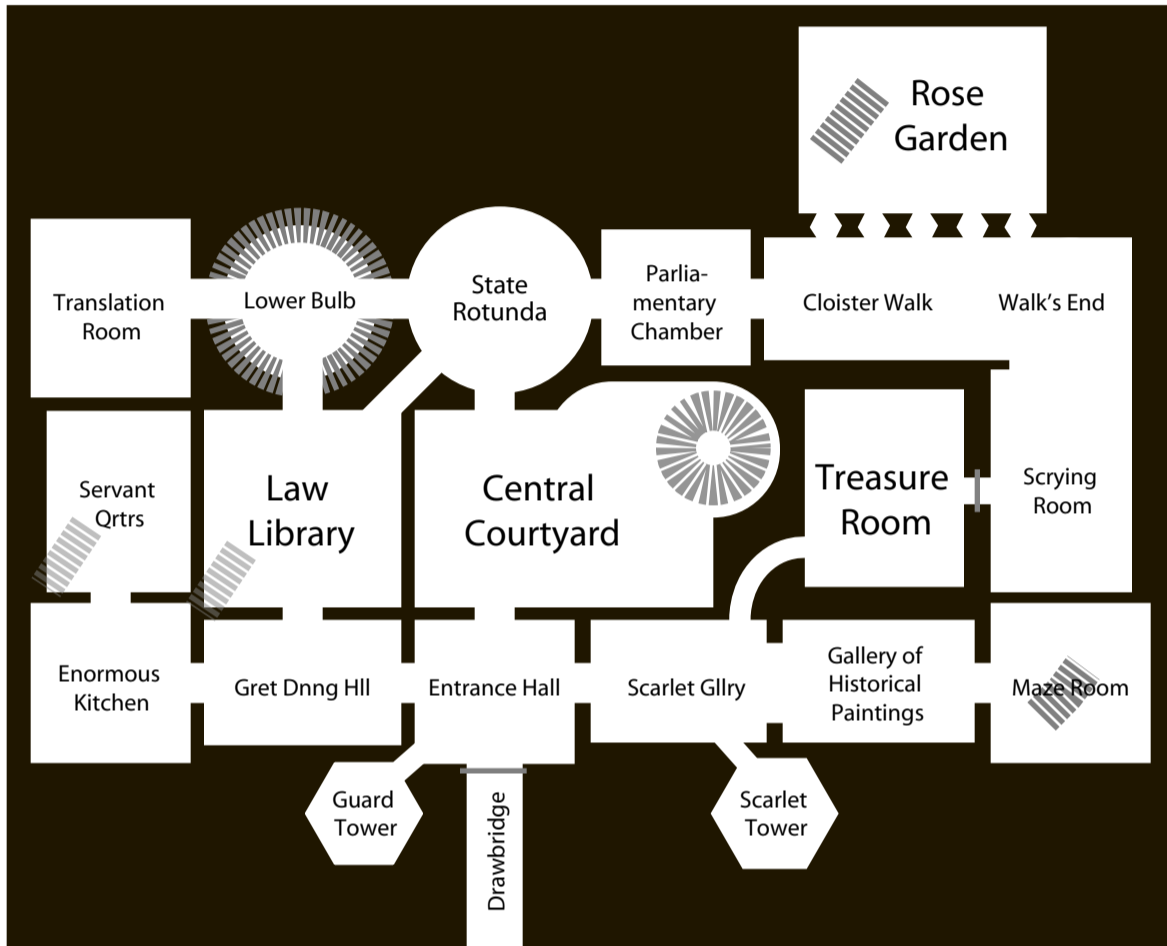 Rose
Garden
Translation
Room
Lower Bulb
State
Rotunda
Parlia-
mentary
Chamber
Cloister Walk
Walk's End
Servant
Qrtrs
Law
Library
Central
Courtyard
Treasure
Room
Scrying
Room
Enormous
Kitchen
Gret Dnng Hll
Entrance Hall
Scarlet Gllry
Gallery of
Historical
Paintings
Maze Room
Guard
Tower
Drawbridge
Scarlet
Tower